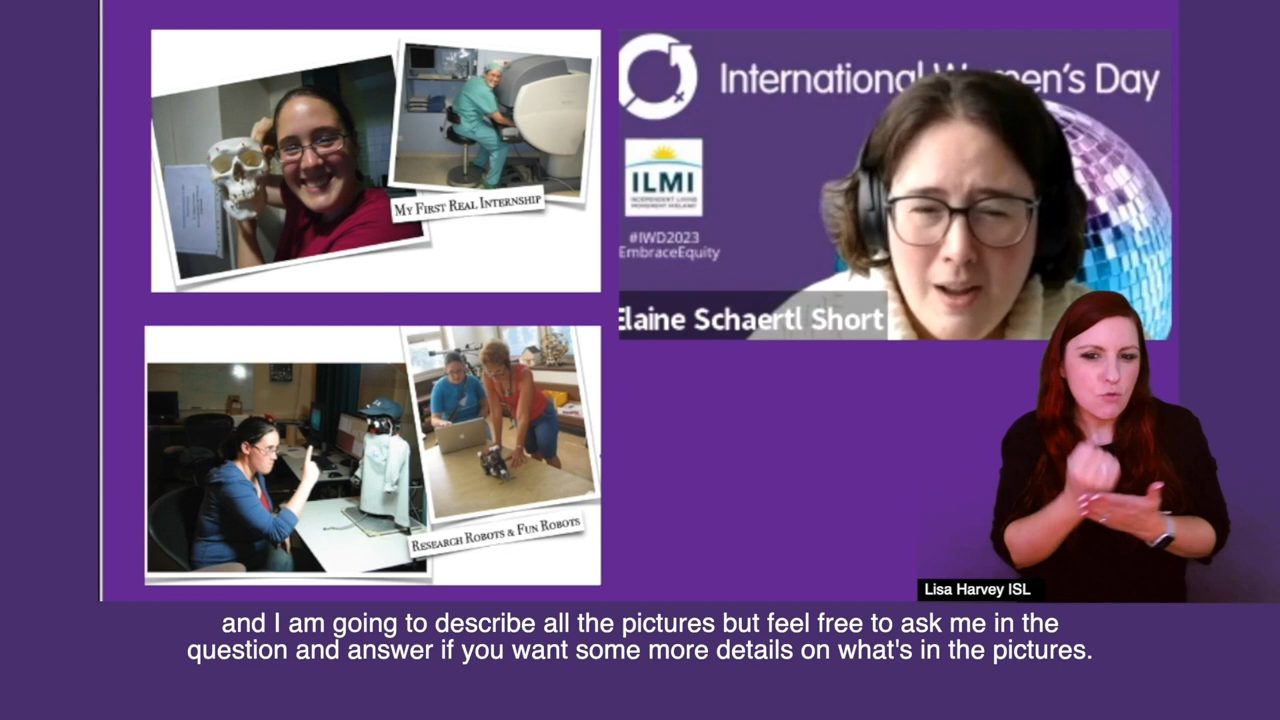 MY FIRST REAL INTERNSHIP
RESEARCH ROBOTS & FUN ROBOTS
International Women's Day
ILMI
INDEPENDENT LIVING
MOVEMENT IRELAND
#IWD2023
EmbraceEquity
Elaine Schaertl Short
Lisa Harvey ISL
and I am going to describe all the pictures but feel free to ask me in the
question and answer if you want some more details on what's in the pictures.